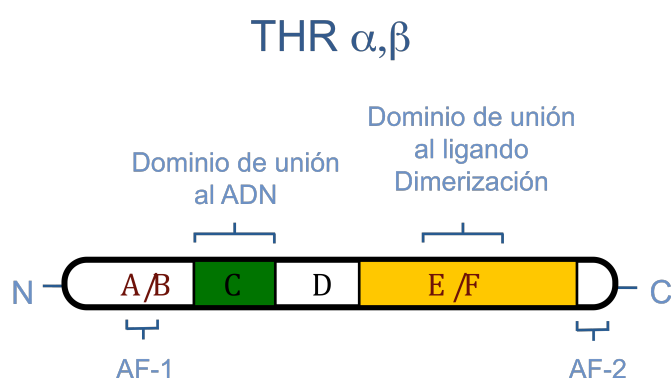 THR α,β
Dominio de unión
al ADN
Dominio de unión
al ligando
Dimerización
N
A/B
C
D
E/F
C
AF-1
AF-2